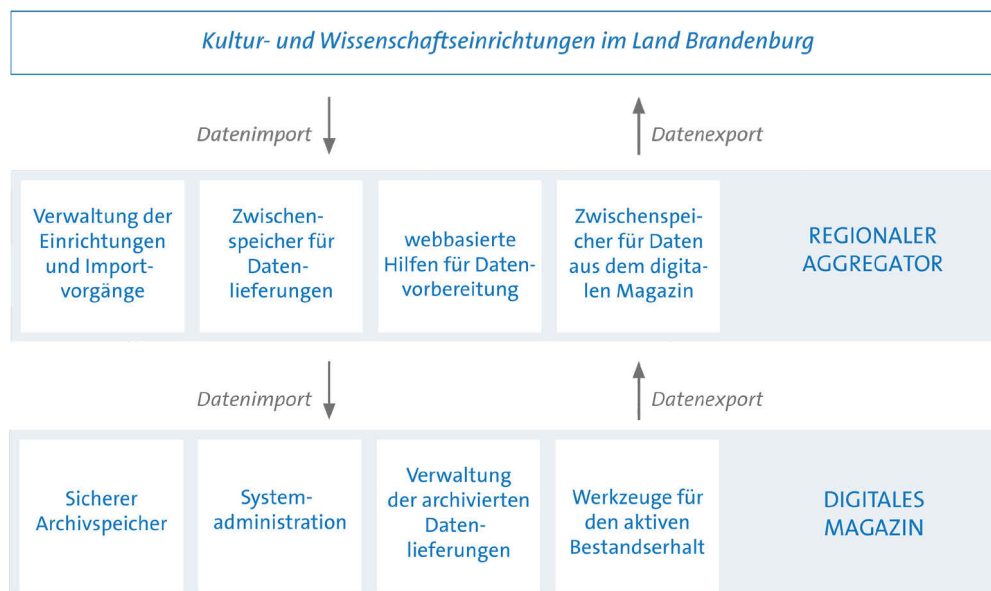 Kultur- und Wissenschaftseinrichtungen im Land Brandenburg
Datenimport
Datenexport
Verwaltung der
Einrichtungen
und Import-
vorgänge
Zwischen-
speicher für
Daten-
lieferungen
webbasierte
Hilfen für Daten-
vorbereitung
Zwischenspei-
cher für Daten
aus dem digita-
len Magazin
REGIONALER
AGGREGATOR
Datenimport
Datenexport
Sicherer
Archivspeicher
System-
administration
Verwaltung
der archivierten
Daten-
lieferungen
Werkzeuge für
den aktiven
Bestandserhalt
DIGITALES
MAGAZIN